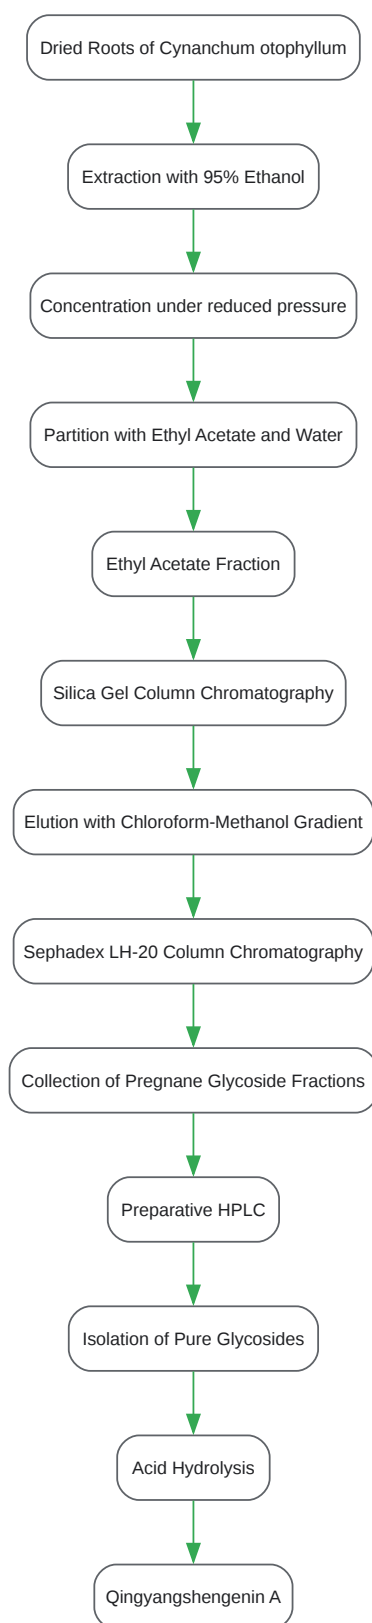 Dried Roots of Cynanchum otophyllum
Extraction with 95% Ethanol
Concentration under reduced pressure
Partition with Ethyl Acetate and Water
Ethyl Acetate Fraction
Silica Gel Column Chromatography
Elution with Chloroform-Methanol Gradient
Sephadex LH-20 Column Chromatography
Collection of Pregnane Glycoside Fractions
Preparative HPLC
Isolation of Pure Glycosides
Acid Hydrolysis
Qingyangshengenin A